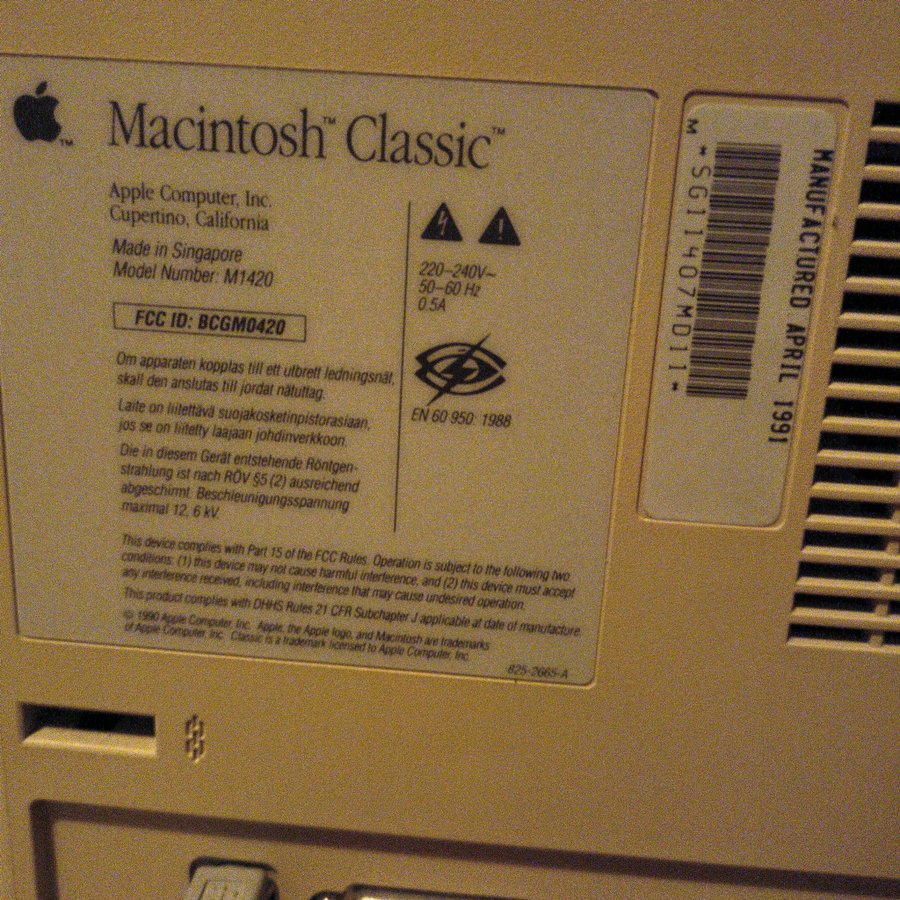 Macintosh™ Classic™
Apple Computer, Inc.
Cupertino, California
Made in Singapore
Model Number: M1420
FCC ID: BCGM0420
Om apparaten kopplas till ett utbrett ledningsnät,
skall den anslutas till jordat nätuttag.
Laite on liitettävä suojakosketinpistorasiaan,
jos se on liitetty laajaan johdinverkkoon.
Die in diesem Gerät entstehende Röntgen-
strahlung ist nach RÖV §5 (2) ausreichend
abgeschirmt. Beschleunigungsspannung
maximal 12, 6 kV.
220–240V~
50–60 Hz
0.5A
EN 60 950: 1988
This device complies with Part 15 of the FCC Rules. Operation is subject to the following two
conditions: (1) this device may not cause harmful interference, and (2) this device must accept
any interference received, including interference that may cause undesired operation.
This product complies with DHHS Rules 21 CFR Subchapter J applicable at date of manufacture.
© 1990 Apple Computer, Inc. Apple, the Apple logo, and Macintosh are trademarks
of Apple Computer, Inc. Classic is a trademark licensed to Apple Computer, Inc.
825-2665-A
MANUFACTURED APRIL 1991
M *SG11407MD11*